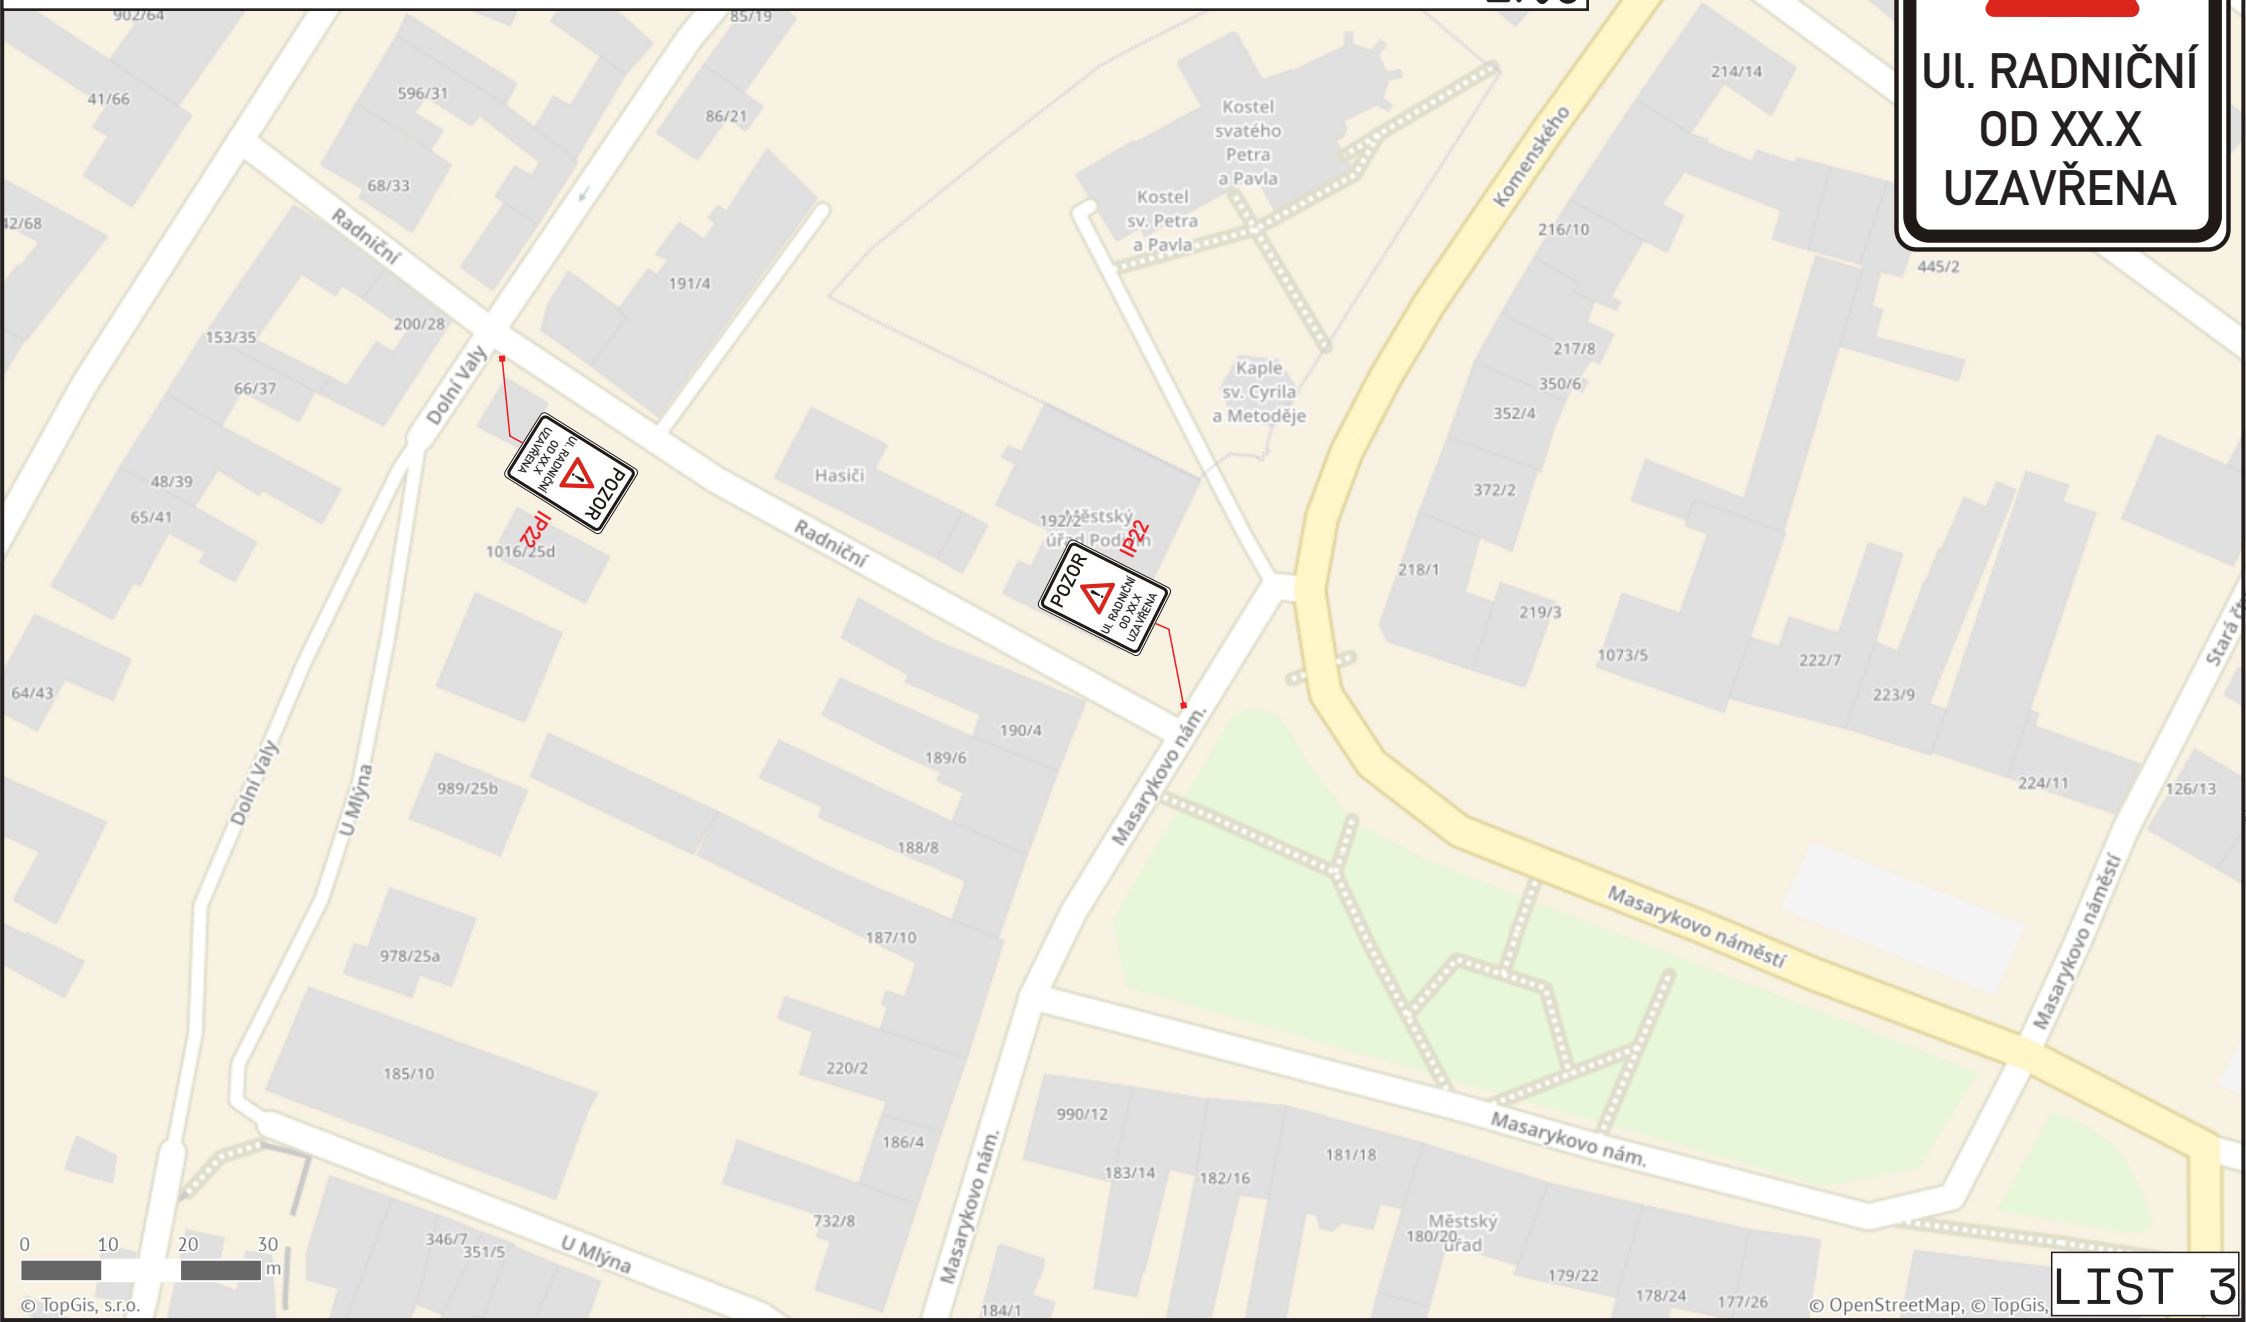 902/64
85/19
Ul. RADNIČNÍ
OD XX.X
UZAVŘENA
41/66
596/31
86/21
214/14
Kostel
svatého
Petra
a Pavla
Komenského
68/33
Kostel
sv. Petra
a Pavla
42/68
Radniční
216/10
445/2
191/4
153/35
200/28
217/8
66/37
Dolní Valy
Kaple
sv. Cyrila
a Metoděje
350/6
352/4
POZOR
!
UL. RADNIČNÍ
OD XX.X
UZAVŘENA
IP22
Hasiči
48/39
65/41
372/2
192/2
Městský
IP22
1016/25d
Radniční
POZOR
!
Ul. RADNIČNÍ
OD XX.X
UZAVŘENA
218/1
219/3
1073/5
222/7
223/9
64/43
190/4
189/6
Masarykovo nám.
Dolní Valy
U Mlýna
989/25b
188/8
224/11
126/13
187/10
978/25a
Masarykovo náměstí
Masarykovo náměstí
185/10
220/2
186/4
990/12
183/14
182/16
181/18
Masarykovo nám.
Masarykovo nám.
732/8
Městský
úřad
180/20
346/7
351/5
U Mlýna
179/22
178/24
177/26
184/1
0 10 20 30
m
© TopGis, s.r.o.
© OpenStreetMap, © TopGis,
LIST 3